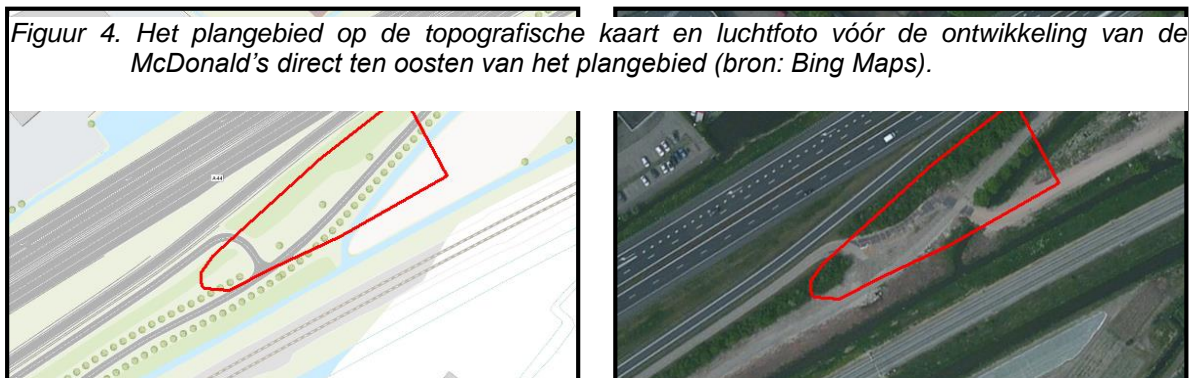 Figuur 4. Het plangebied op de topografische kaart en luchtfoto vóór de ontwikkeling van de
McDonald's direct ten oosten van het plangebied (bron: Bing Maps).
A44